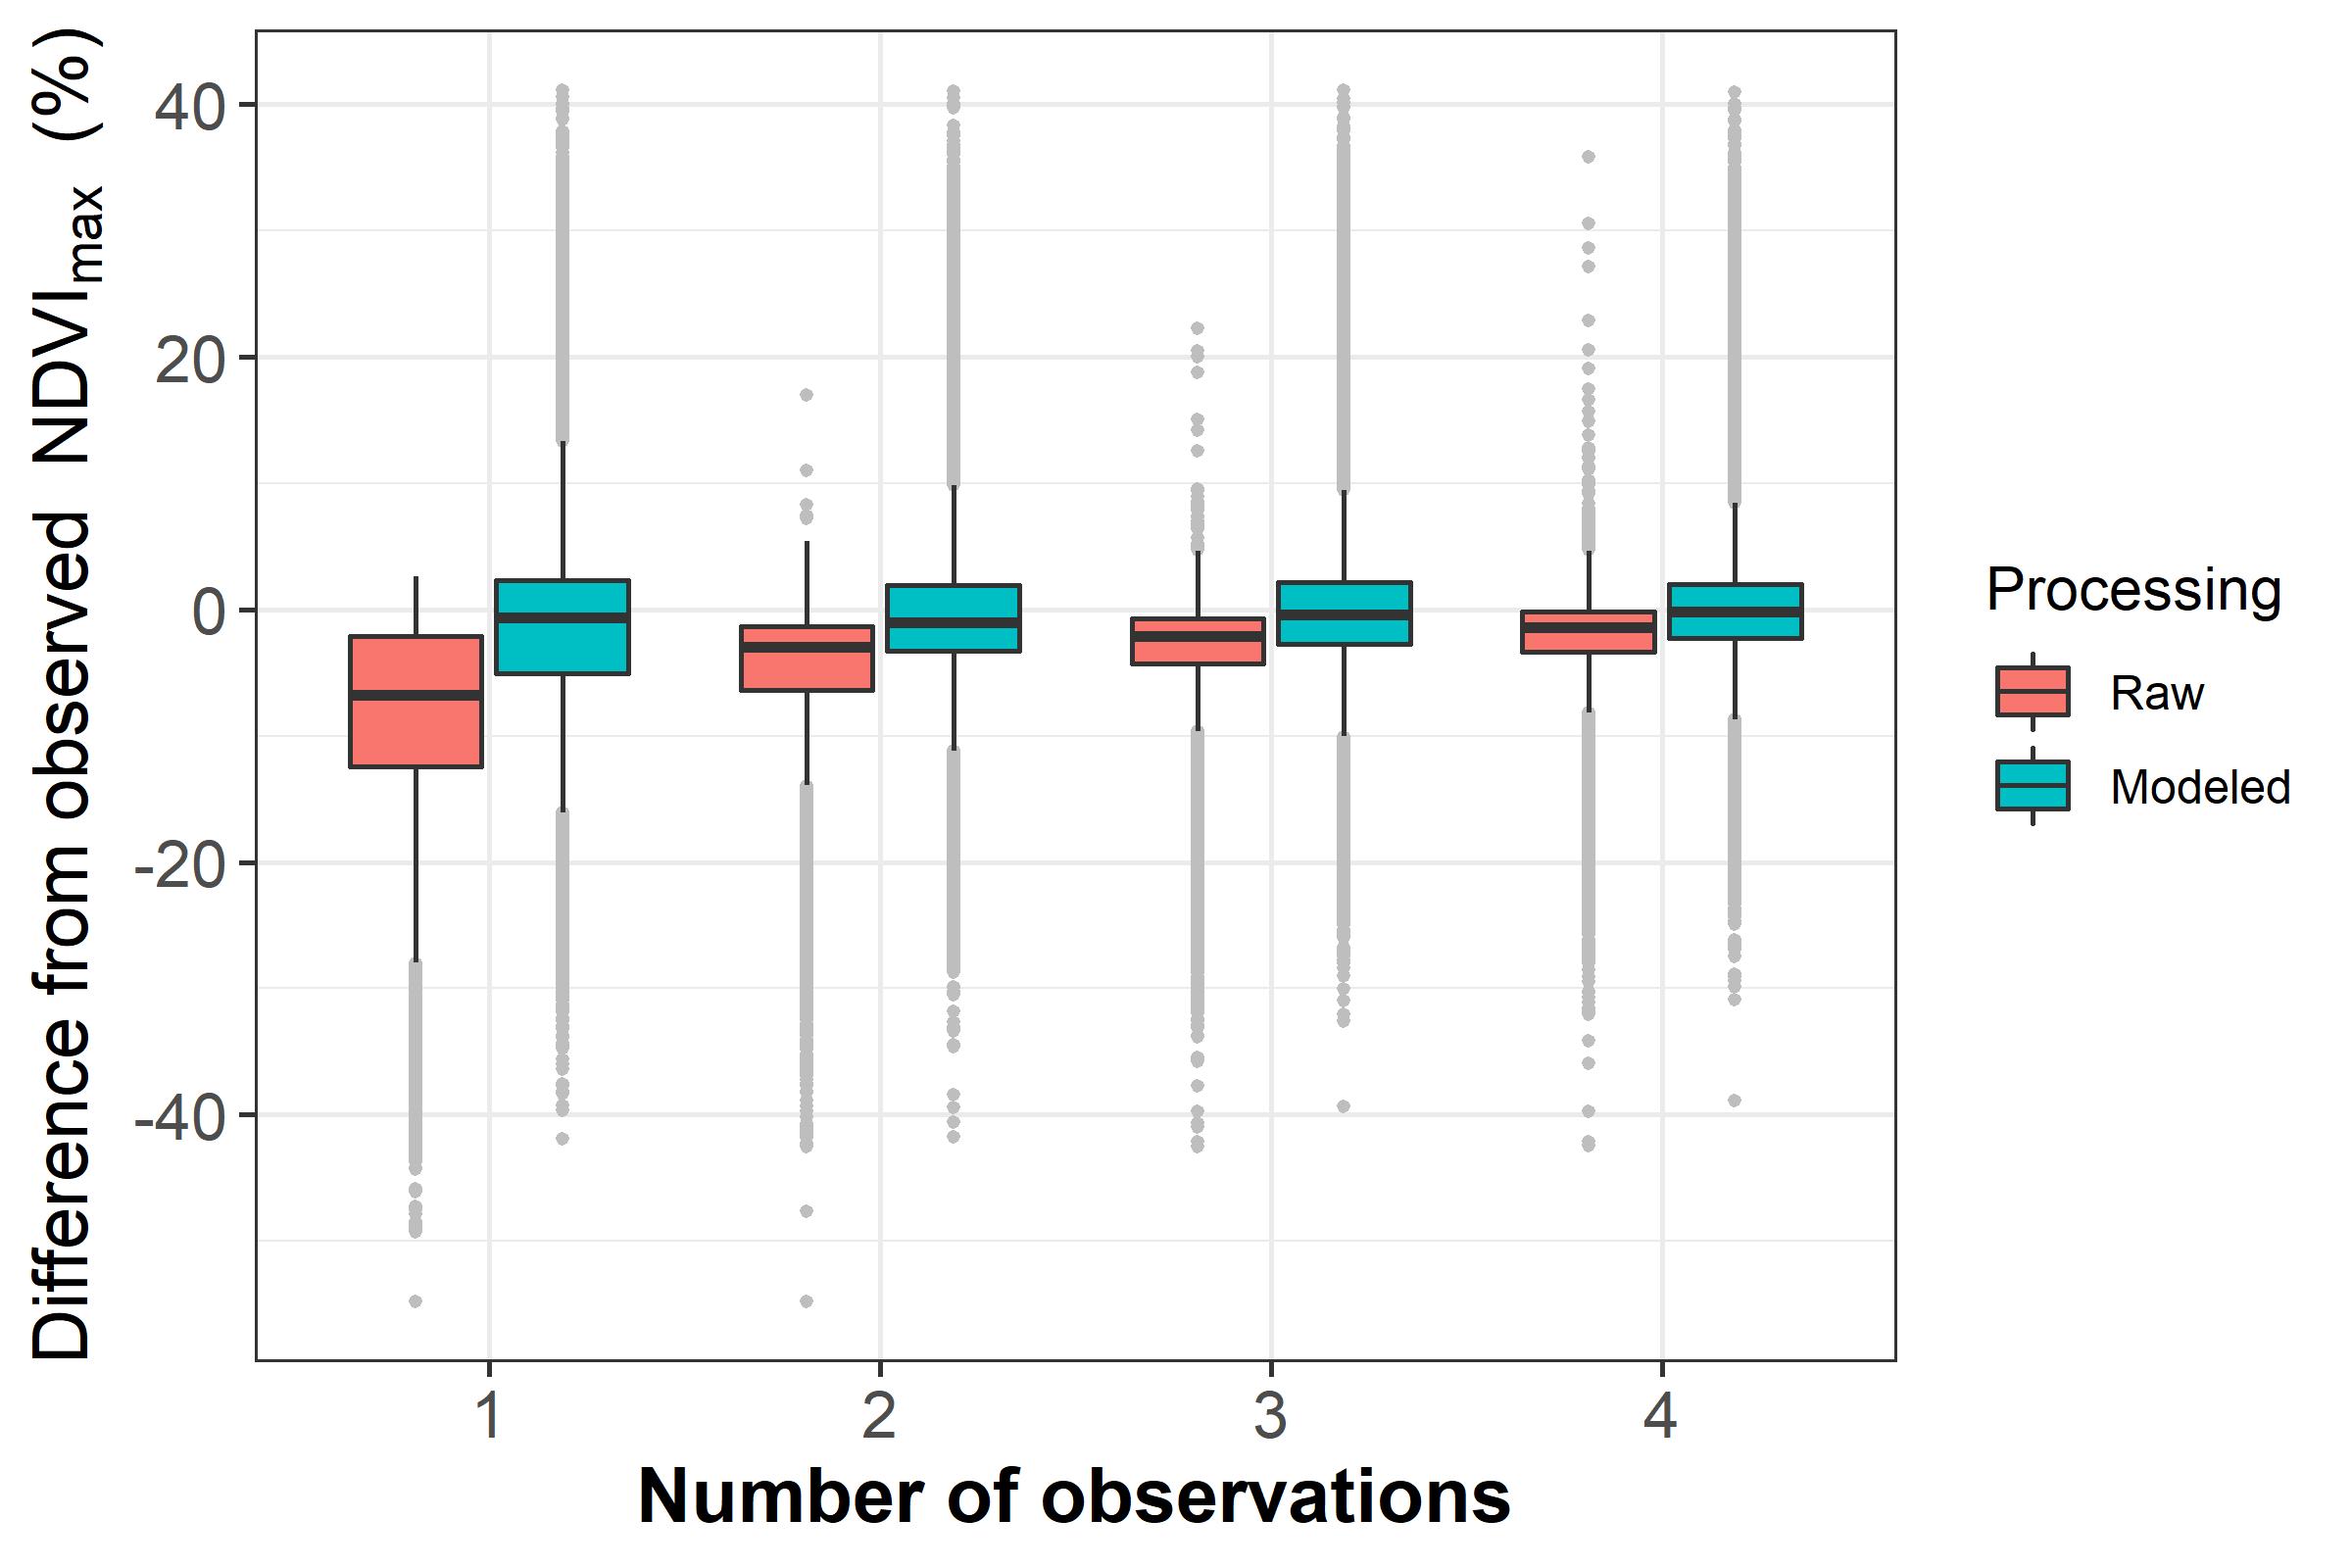 Difference from observed NDVImax (%)
40
20
0
-20
-40
1
2
3
4
Number of observations
Processing
Raw
Modeled